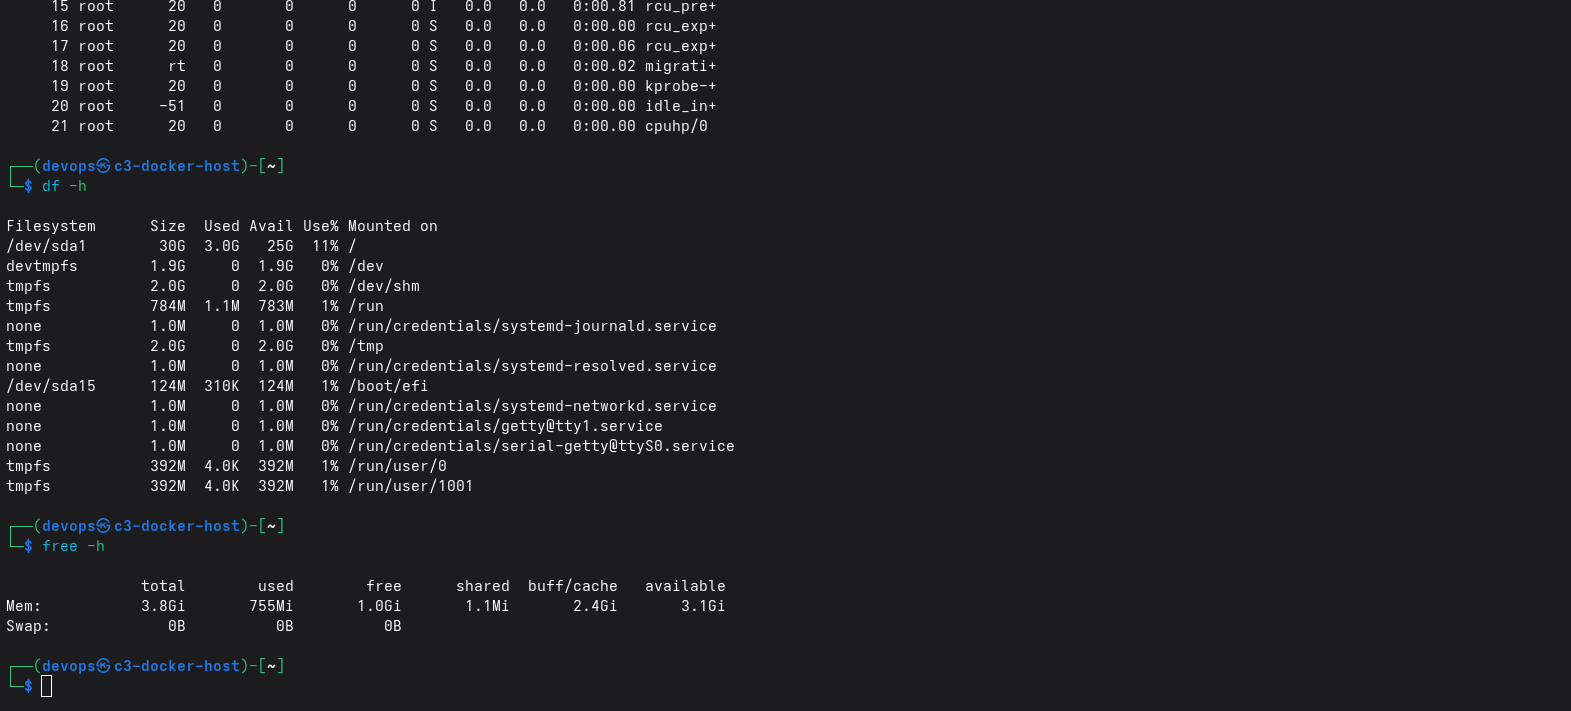 15 root      20   0       0      0      0 I   0.0   0.0   0:00.81 rcu_pre+
     16 root      20   0       0      0      0 S   0.0   0.0   0:00.00 rcu_exp+
     17 root      20   0       0      0      0 S   0.0   0.0   0:00.06 rcu_exp+
     18 root      rt   0       0      0      0 S   0.0   0.0   0:00.02 migrati+
     19 root      20   0       0      0      0 S   0.0   0.0   0:00.00 kprobe-+
     20 root     -51   0       0      0      0 S   0.0   0.0   0:00.00 idle_in+
     21 root      20   0       0      0      0 S   0.0   0.0   0:00.00 cpuhp/0
┌──(devops㉿c3-docker-host)-[~]
└─$ df -h
Filesystem      Size  Used Avail Use% Mounted on
/dev/sda1        30G  3.0G   25G  11% /
devtmpfs        1.9G     0  1.9G   0% /dev
tmpfs           2.0G     0  2.0G   0% /dev/shm
tmpfs           784M  1.1M  783M   1% /run
none            1.0M     0  1.0M   0% /run/credentials/systemd-journald.service
tmpfs           2.0G     0  2.0G   0% /tmp
none            1.0M     0  1.0M   0% /run/credentials/systemd-resolved.service
/dev/sda15      124M  310K  124M   1% /boot/efi
none            1.0M     0  1.0M   0% /run/credentials/systemd-networkd.service
none            1.0M     0  1.0M   0% /run/credentials/getty@tty1.service
none            1.0M     0  1.0M   0% /run/credentials/serial-getty@ttyS0.service
tmpfs           392M  4.0K  392M   1% /run/user/0
tmpfs           392M  4.0K  392M   1% /run/user/1001
┌──(devops㉿c3-docker-host)-[~]
└─$ free -h
               total        used        free      shared  buff/cache   available
Mem:           3.8Gi       755Mi       1.0Gi       1.1Mi       2.4Gi       3.1Gi
Swap:             0B          0B          0B
┌──(devops㉿c3-docker-host)-[~]
└─$